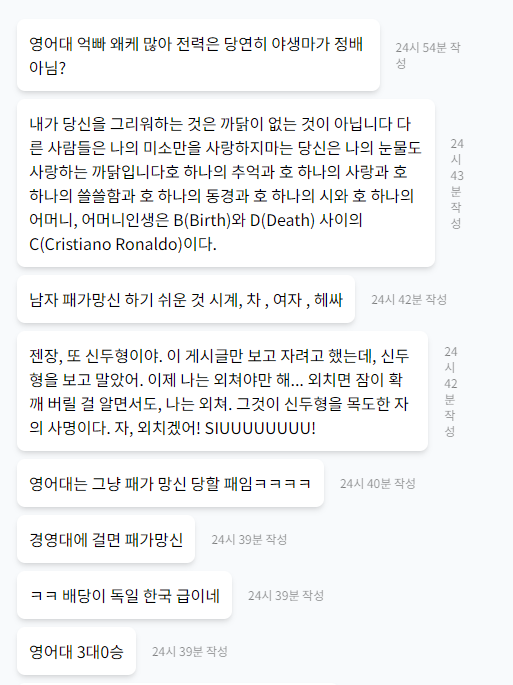 영어대 억빠 왜케 많아 전력은 당연히 야생마가 정배
아님?
24시 54분 작
성
내가 당신을 그리워하는 것은 까닭이 없는 것이 아닙니다 다
른 사람들은 나의 미소만을 사랑하지마는 당신은 나의 눈물도
사랑하는 까닭입니다호 하나의 추억과 호 하나의 사랑과 호
하나의 쓸쓸함과 호 하나의 동경과 호 하나의 시와 호 하나의
어머니, 어머니인생은 B(Birth)와 D(Death) 사이의
C(Cristiano Ronaldo)이다.
24
시
43
분
작
성
남자 패가망신 하기 쉬운 것 시계, 차 , 여자 , 헤싸
24시 42분 작성
젠장, 또 신두형이야. 이 게시글만 보고 자려고 했는데, 신두
형을 보고 말았어. 이제 나는 외쳐야만 해... 외치면 잠이 확
깨 버릴 걸 알면서도, 나는 외쳐. 그것이 신두형을 목도한 자
의 사명이다. 자, 외치겠어! SIUUUUUUUU!
24
시
42
분
작
성
영어대는 그냥 패가 망신 당할 패임ㅋㅋㅋㅋ
24시 40분 작성
경영대에 걸면 패가망신
24시 39분 작성
ㅋㅋ 배당이 독일 한국 급이네
24시 39분 작성
영어대 3대0승
24시 39분 작성